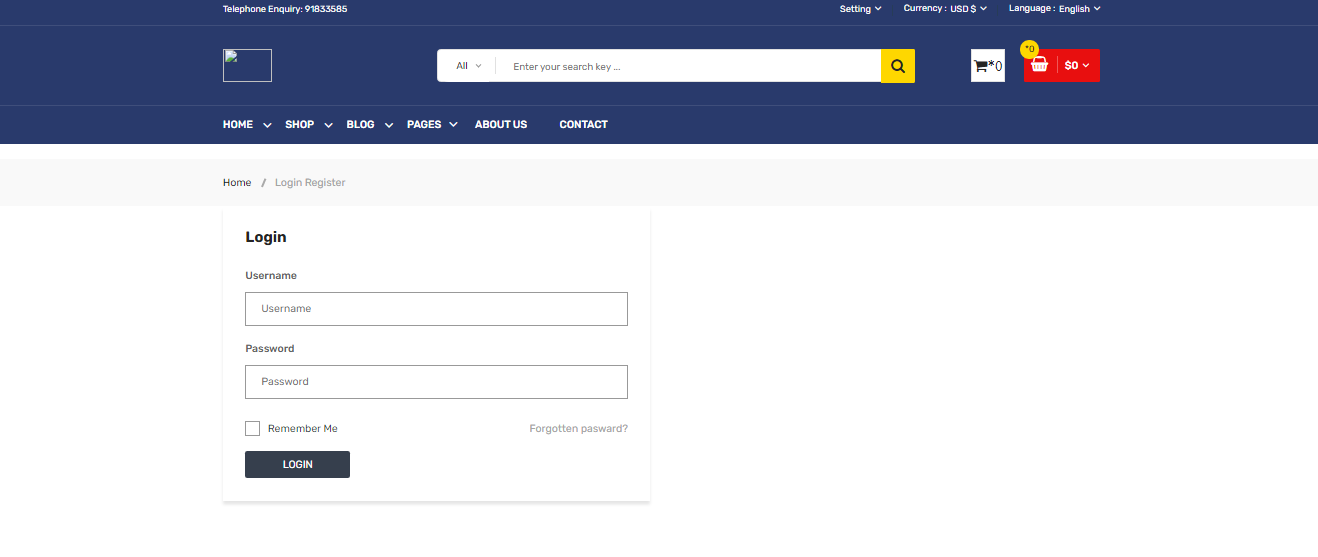 Telephone Enquiry: 91833585 Setting Currency : USD $ Language : English
All Enter your search key ... *0 *0 $0
HOME SHOP BLOG PAGES ABOUT US CONTACT
Home / Login Register
Login
Username
Username
Password
Password
Remember Me Forgotten pasward?
LOGIN